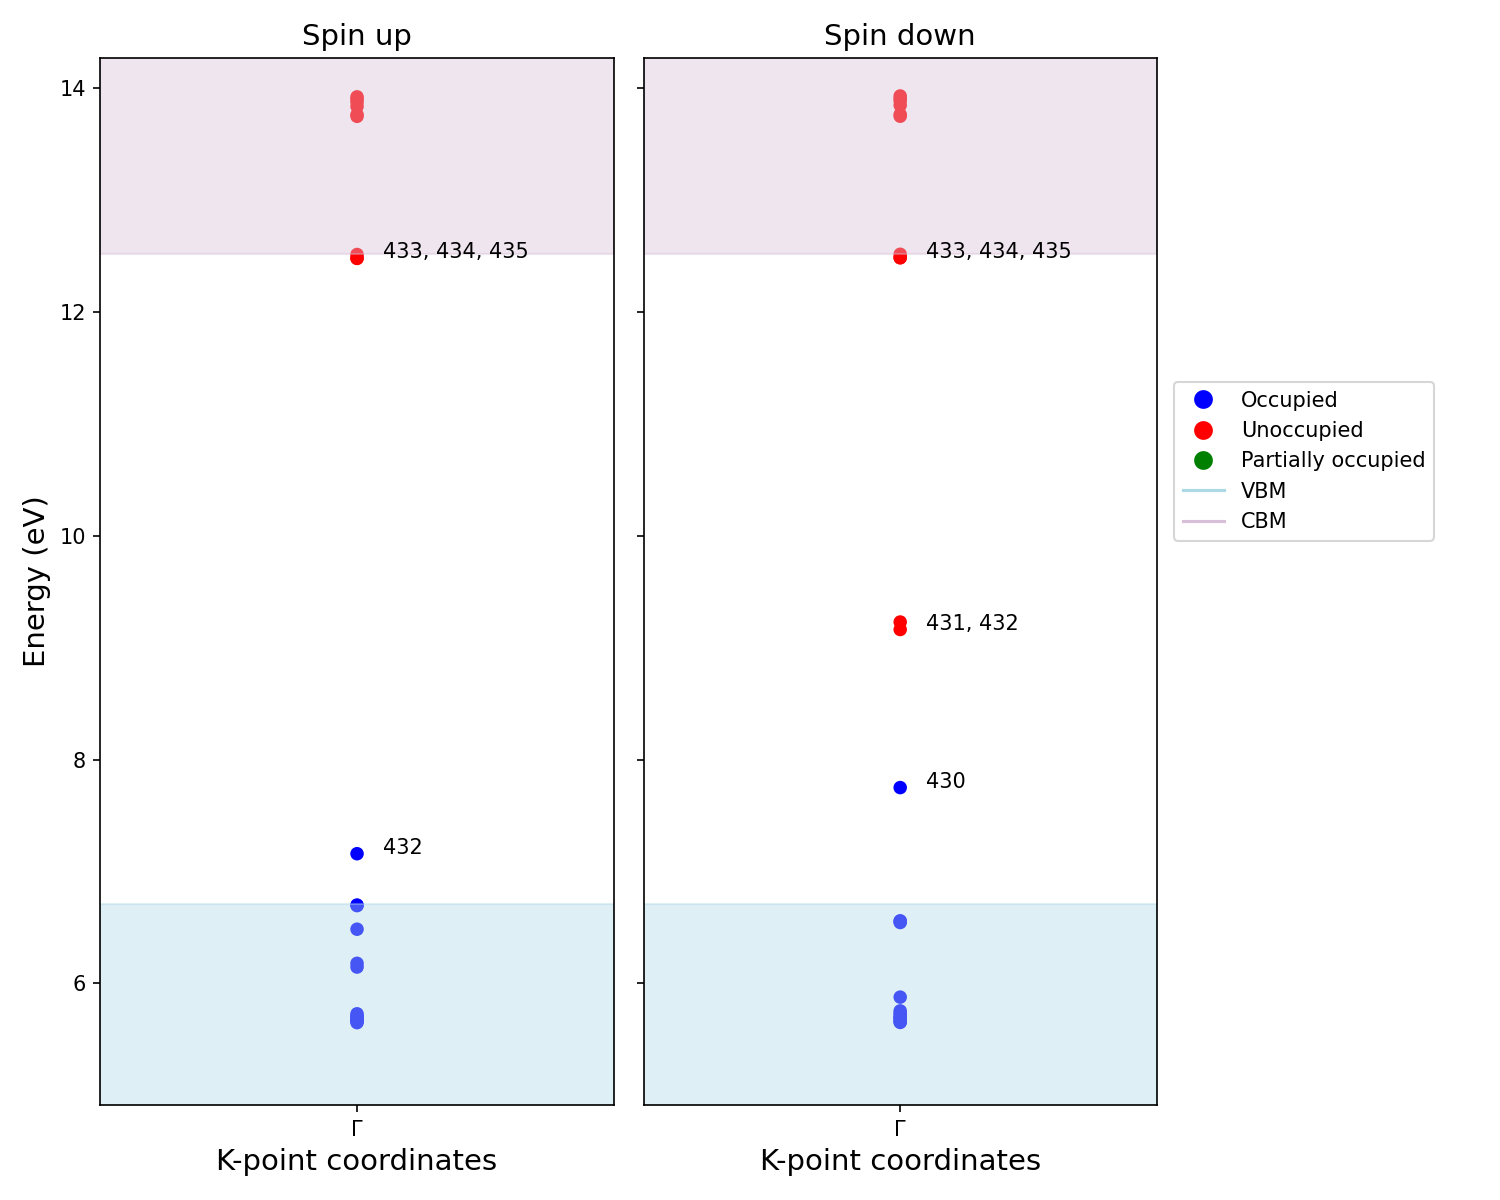 Spin up
Spin down
14
12
10
8
6
Energy (eV)
433, 434, 435
432
433, 434, 435
431, 432
430
Γ
Γ
K-point coordinates
K-point coordinates
Occupied
Unoccupied
Partially occupied
VBM
CBM